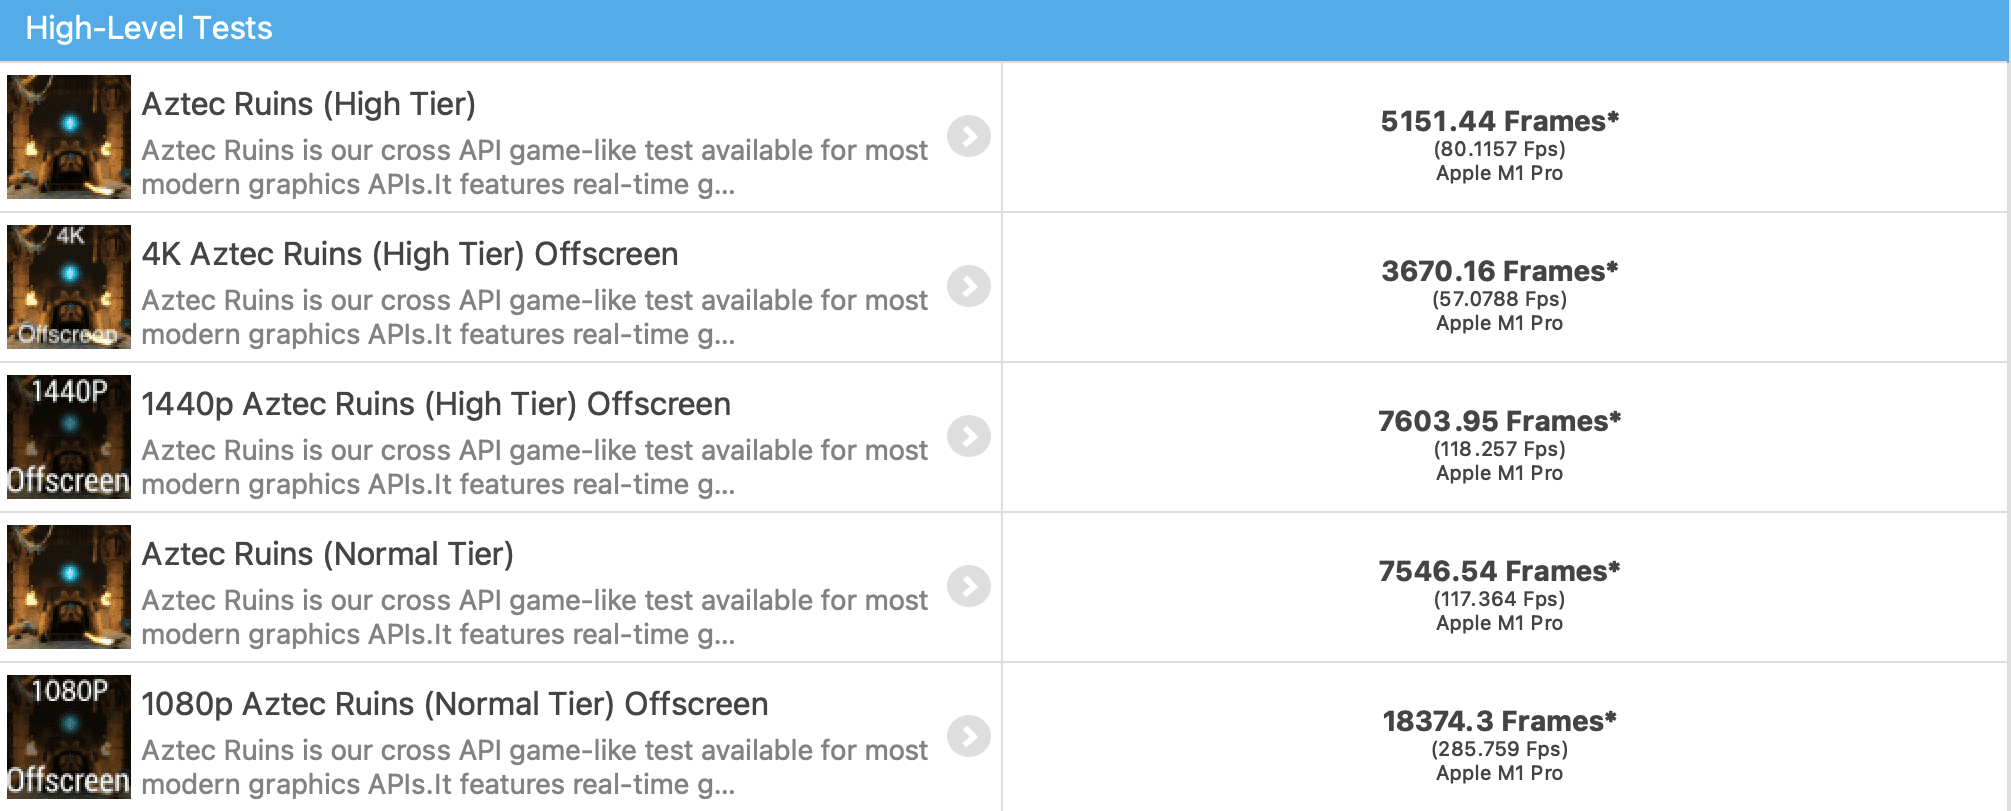 High-Level Tests
Aztec Ruins (High Tier)
Aztec Ruins is our cross API game-like test available for most
modern graphics APIs.It features real-time g...
5151.44 Frames*
(80.1157 Fps)
Apple M1 Pro
4K
Offscreen
4K Aztec Ruins (High Tier) Offscreen
Aztec Ruins is our cross API game-like test available for most
modern graphics APIs.It features real-time g...
3670.16 Frames*
(57.0788 Fps)
Apple M1 Pro
1440P
Offscreen
1440p Aztec Ruins (High Tier) Offscreen
Aztec Ruins is our cross API game-like test available for most
modern graphics APIs.It features real-time g...
7603.95 Frames*
(118.257 Fps)
Apple M1 Pro
Aztec Ruins (Normal Tier)
Aztec Ruins is our cross API game-like test available for most
modern graphics APIs.It features real-time g...
7546.54 Frames*
(117.364 Fps)
Apple M1 Pro
1080P
Offscreen
1080p Aztec Ruins (Normal Tier) Offscreen
Aztec Ruins is our cross API game-like test available for most
modern graphics APIs.It features real-time g...
18374.3 Frames*
(285.759 Fps)
Apple M1 Pro